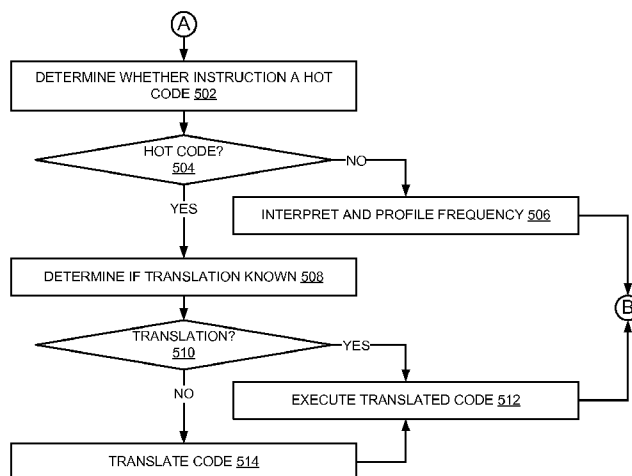 A
DETERMINE WHETHER INSTRUCTION A HOT
CODE 502
HOT CODE?
504
NO
YES
INTERPRET AND PROFILE FREQUENCY 506
DETERMINE IF TRANSLATION KNOWN 508
B
TRANSLATION?
510
YES
NO
EXECUTE TRANSLATED CODE 512
TRANSLATE CODE 514